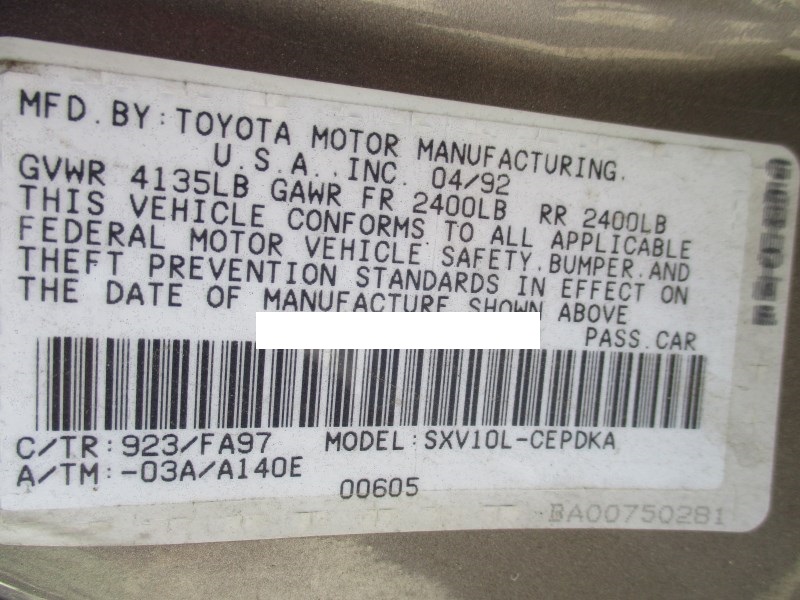 MFD. BY: TOYOTA MOTOR MANUFACTURING.
U.S.A., INC. 04/92
GVWR 4135LB GAWR FR 2400LB RR 2400LB
THIS VEHICLE CONFORMS TO ALL APPLICABLE
FEDERAL MOTOR VEHICLE SAFETY, BUMPER, AND
THEFT PREVENTION STANDARDS IN EFFECT ON
THE DATE OF MANUFACTURE SHOWN ABOVE
PASS. CAR
C/TR: 923/FA97 MODEL: SXV10L-CEPDKA
A/TM: -03A/A140E
00605
BA00750281